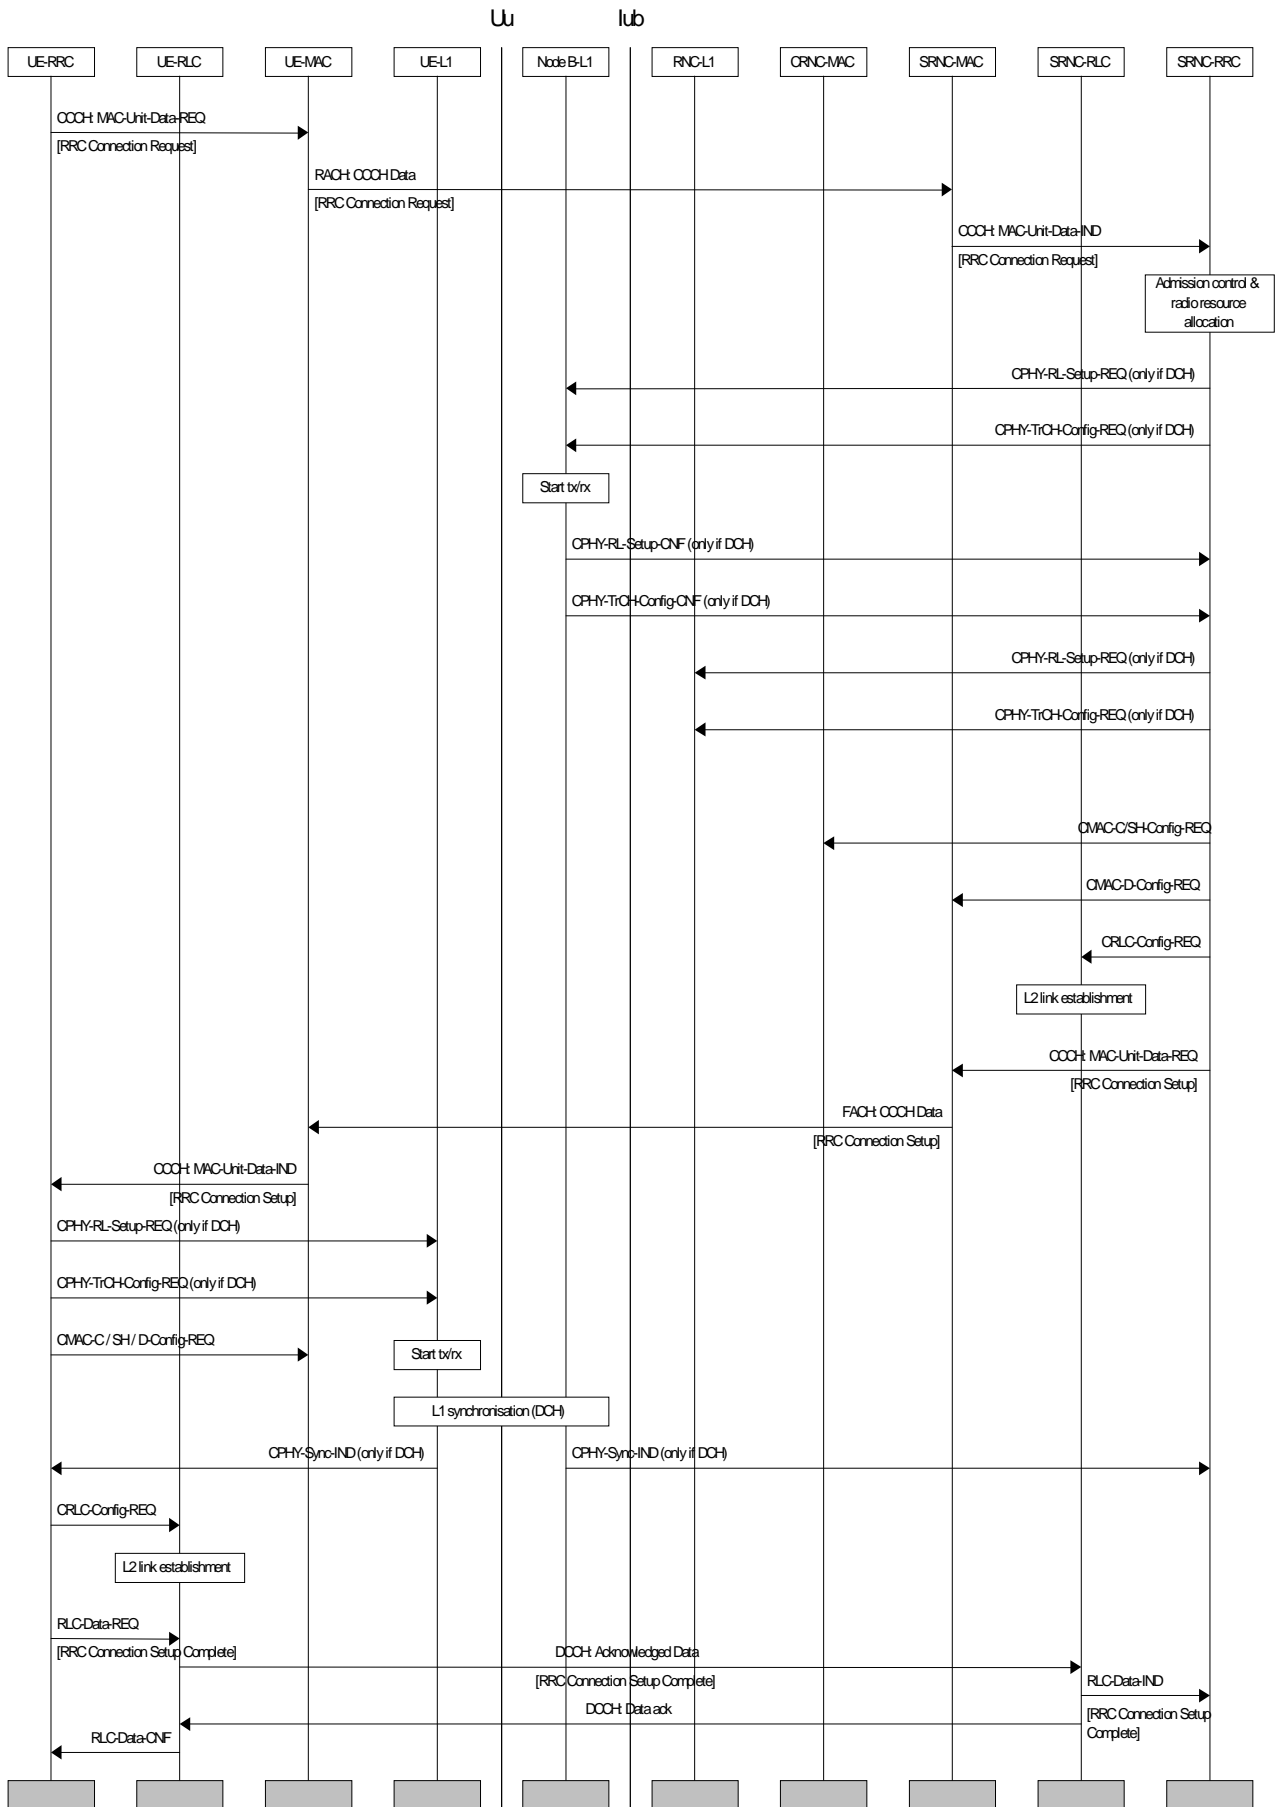 Uu
Iub
UE-RRC
UE-RLC
UE-MAC
UE-L1
Node B-L1
RNC-L1
CRNC-MAC
SRNC-MAC
SRNC-RLC
SRNC-RRC
CCCH: MAC-Unit-Data-REQ
[RRC Connection Request]
RACH: CCCH Data
[RRC Connection Request]
CCCH: MAC-Unit-Data-IND
[RRC Connection Request]
Admission control &
radio resource
allocation
CPHY-RL-Setup-REQ (only if DCH)
CPHY-TrCH-Config-REQ (only if DCH)
Start tx/rx
CPHY-RL-Setup-CNF (only if DCH)
CPHY-TrCH-Config-CNF (only if DCH)
CPHY-RL-Setup-REQ (only if DCH)
CPHY-TrCH-Config-REQ (only if DCH)
CMAC-C/SH-Config-REQ
CMAC-D-Config-REQ
CRLC-Config-REQ
L2 link establishment
CCCH: MAC-Unit-Data-REQ
[RRC Connection Setup]
FACH: CCCH Data
[RRC Connection Setup]
CCCH: MAC-Unit-Data-IND
[RRC Connection Setup]
CPHY-RL-Setup-REQ (only if DCH)
CPHY-TrCH-Config-REQ (only if DCH)
CMAC-C / SH / D-Config-REQ
Start tx/rx
L1 synchronisation (DCH)
CPHY-Sync-IND (only if DCH)
CPHY-Sync-IND (only if DCH)
CRLC-Config-REQ
L2 link establishment
RLC-Data-REQ
[RRC Connection Setup Complete]
DCCH: Acknowledged Data
[RRC Connection Setup Complete]
RLC-Data-IND
[RRC Connection Setup
Complete]
DCCH: Data ack
RLC-Data-CNF